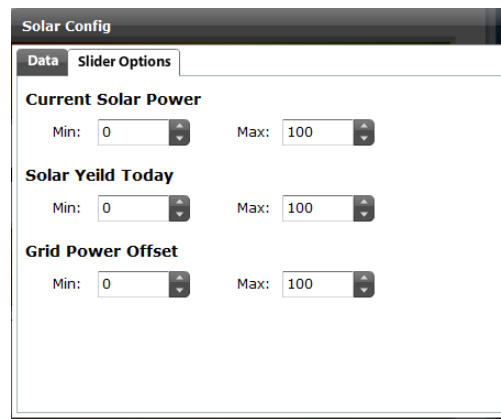 Solar Config
Data Slider Options
Current Solar Power
Min: 0 Max: 100
Solar Yeild Today
Min: 0 Max: 100
Grid Power Offset
Min: 0 Max: 100